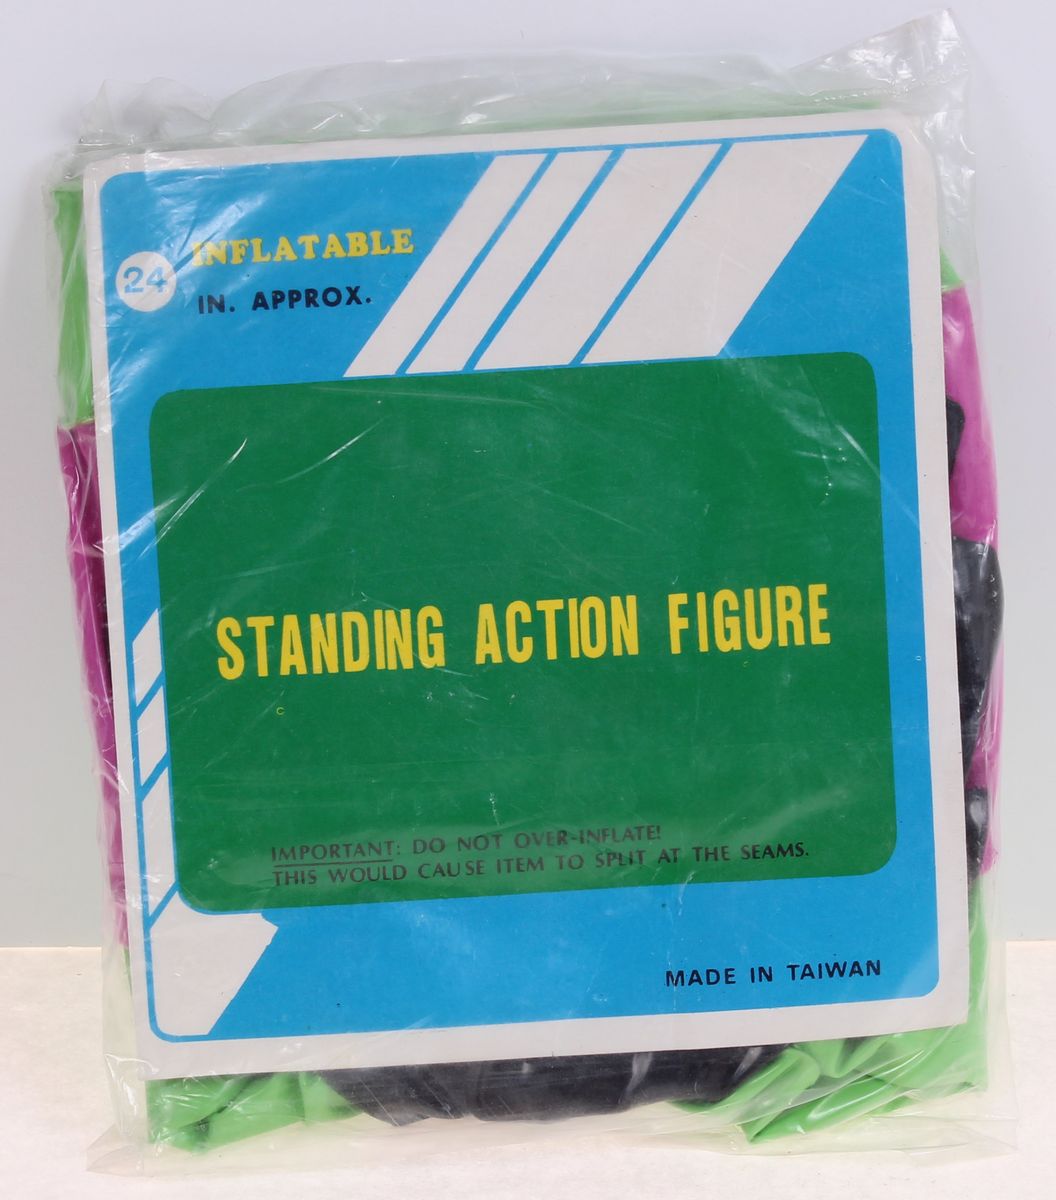 INFLATABLE
24 IN. APPROX.
STANDING ACTION FIGURE
c
IMPORTANT: DO NOT OVER-INFLATE!
THIS WOULD CAUSE ITEM TO SPLIT AT THE SEAMS.
MADE IN TAIWAN